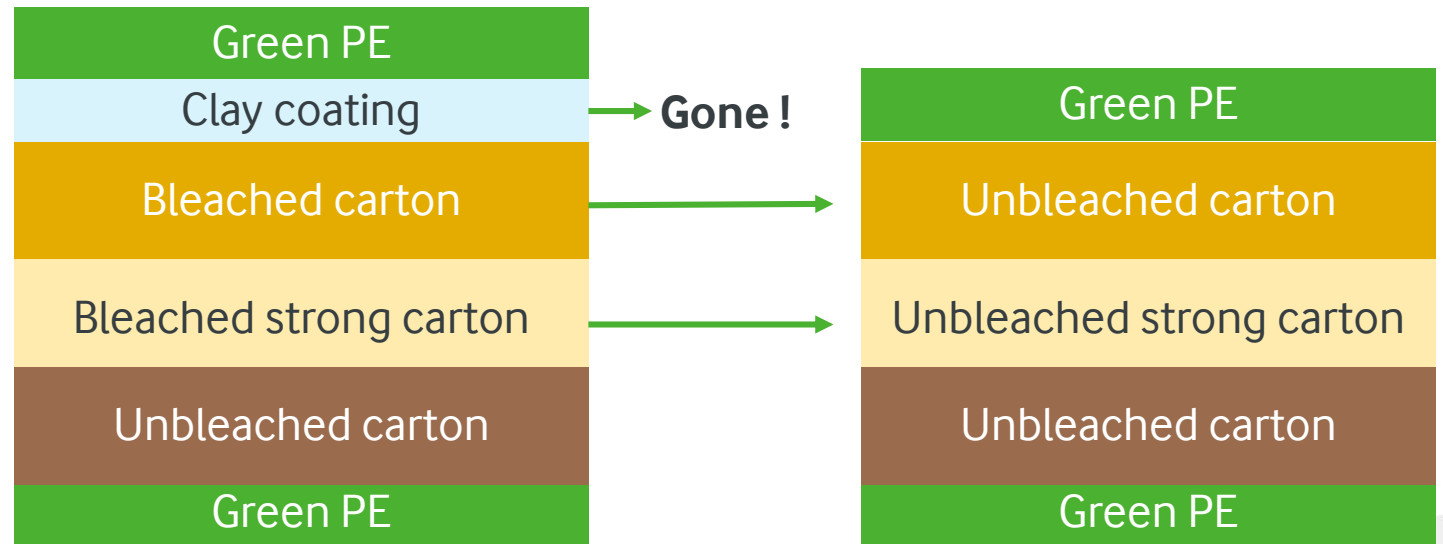 Green PE
Clay coating
Gone !
Bleached carton
Bleached strong carton
Unbleached carton
Green PE
Green PE
Unbleached carton
Unbleached strong carton
Unbleached carton
Green PE